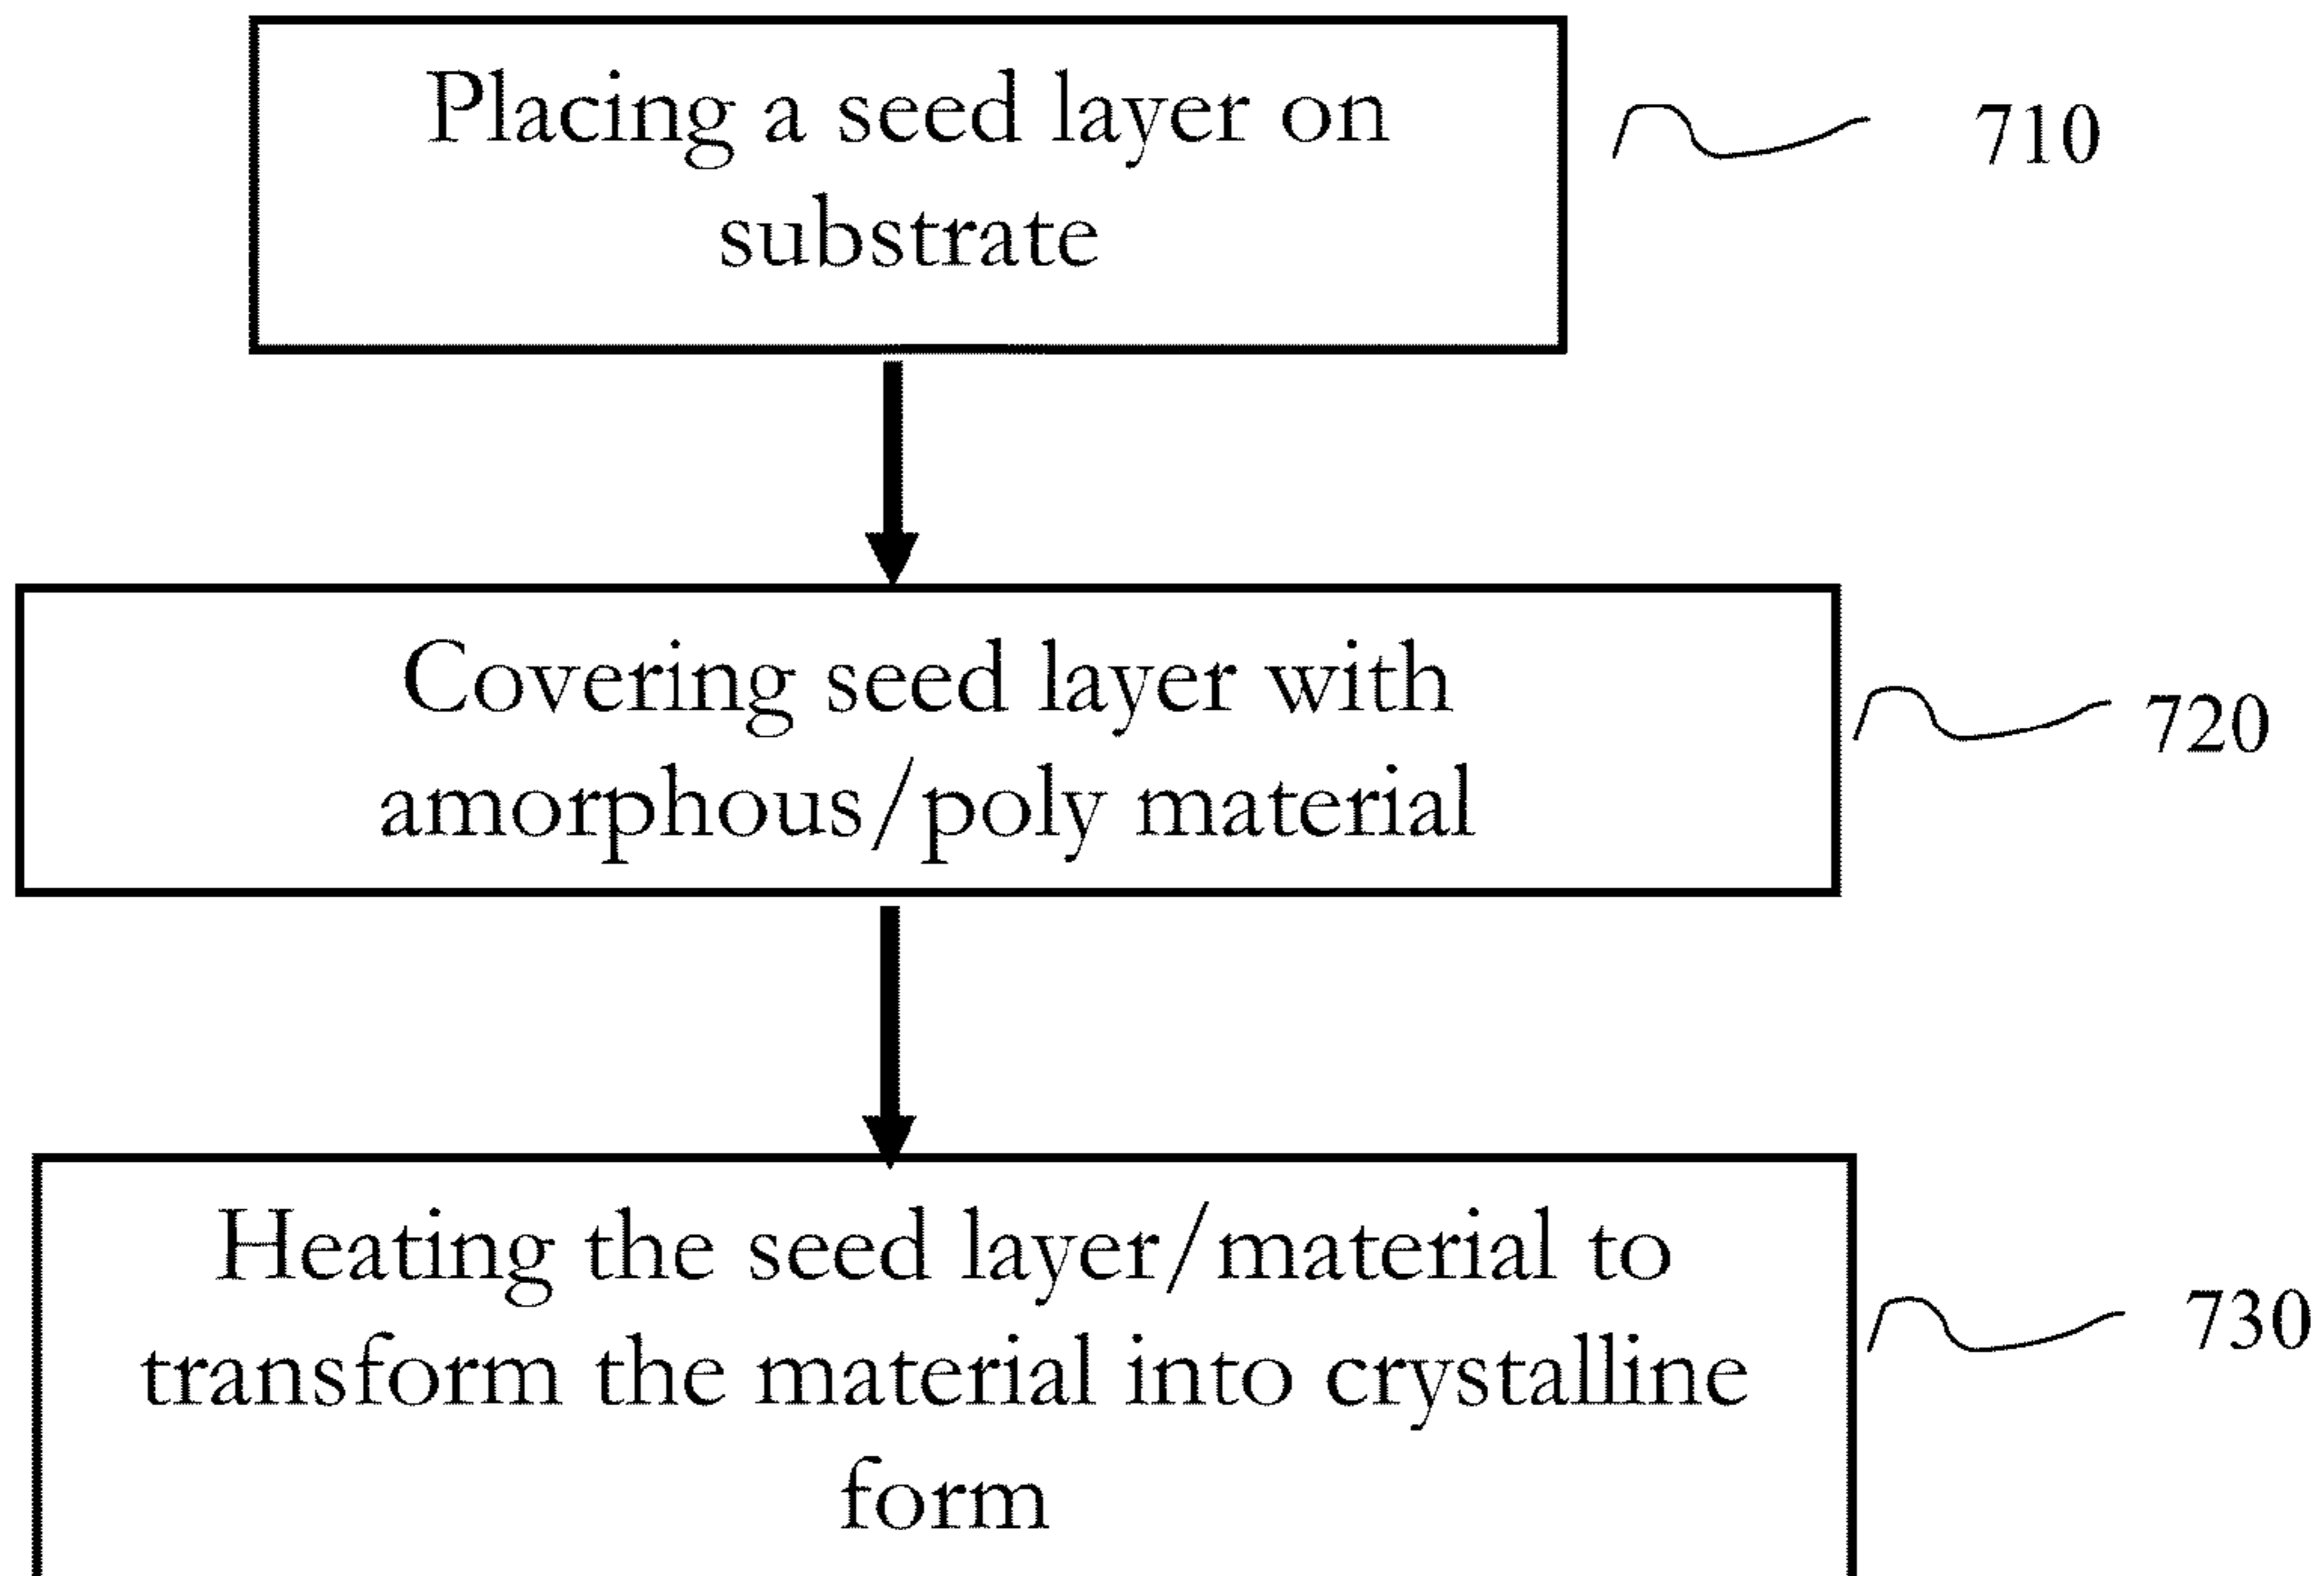 Placing a seed layer on
substrate
710
Covering seed layer with
amorphous/poly material
720
Heating the seed layer/material to
transform the material into crystalline
form
730